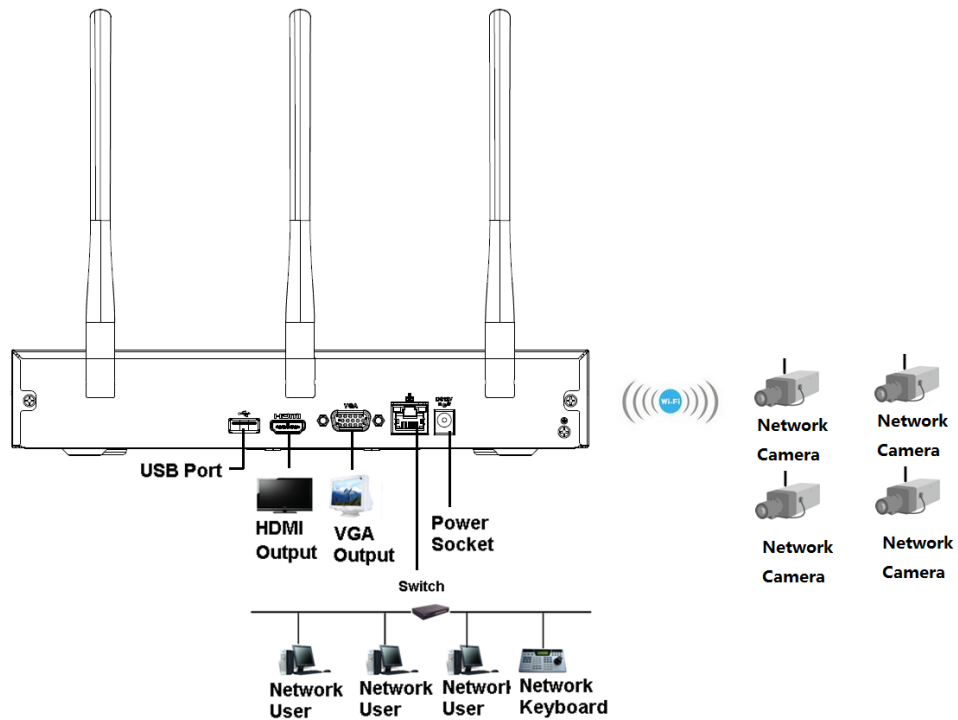 HDMI
VGA
USB Port
HDMI
Output
VGA
Output
Power
Socket
Switch
Network
User
Network
User
Network
User
Network
Keyboard
Wi-Fi
Network
Camera
Network
Camera
Network
Camera
Network
Camera